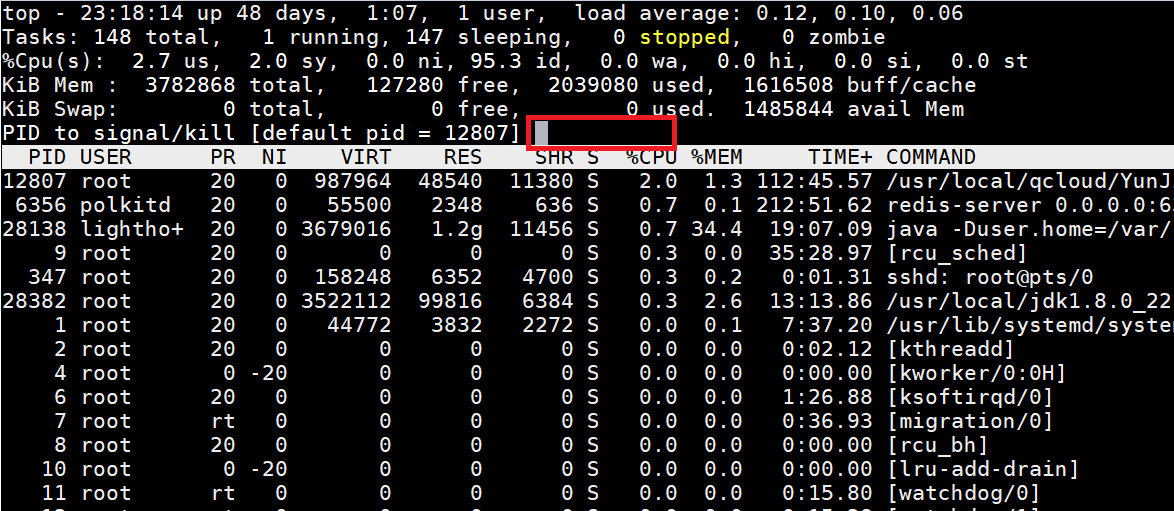 top - 23:18:14 up 48 days,  1:07,  1 user,  load average: 0.12, 0.10, 0.06
Tasks: 148 total,   1 running, 147 sleeping,   0 stopped,   0 zombie
%Cpu(s):  2.7 us,  2.0 sy,  0.0 ni, 95.3 id,  0.0 wa,  0.0 hi,  0.0 si,  0.0 st
KiB Mem :  3782868 total,   127280 free,  2039080 used,  1616508 buff/cache
KiB Swap:        0 total,        0 free,        0 used.  1485844 avail Mem
PID to signal/kill [default pid = 12807]
  PID USER      PR  NI    VIRT    RES    SHR S  %CPU %MEM     TIME+ COMMAND
12807 root      20   0  987964  48540  11380 S   2.0  1.3 112:45.57 /usr/local/qcloud/YunJ
 6356 polkitd   20   0   55500   2348    636 S   0.7  0.1 212:51.62 redis-server 0.0.0.0:6
28138 lightho+  20   0 3679016   1.2g  11456 S   0.7 34.4  19:07.09 java -Duser.home=/var/
    9 root      20   0       0      0      0 S   0.3  0.0  35:28.97 [rcu_sched]
  347 root      20   0  158248   6352   4700 S   0.3  0.2   0:01.31 sshd: root@pts/0
28382 root      20   0 3522112  99816   6384 S   0.3  2.6  13:13.86 /usr/local/jdk1.8.0_22
    1 root      20   0   44772   3832   2272 S   0.0  0.1   7:37.20 /usr/lib/systemd/syste
    2 root      20   0       0      0      0 S   0.0  0.0   0:02.12 [kthreadd]
    4 root       0 -20       0      0      0 S   0.0  0.0   0:00.00 [kworker/0:0H]
    6 root      20   0       0      0      0 S   0.0  0.0   1:26.88 [ksoftirqd/0]
    7 root      rt   0       0      0      0 S   0.0  0.0   0:36.93 [migration/0]
    8 root      20   0       0      0      0 S   0.0  0.0   0:00.00 [rcu_bh]
   10 root       0 -20       0      0      0 S   0.0  0.0   0:00.00 [lru-add-drain]
   11 root      rt   0       0      0      0 S   0.0  0.0   0:15.80 [watchdog/0]